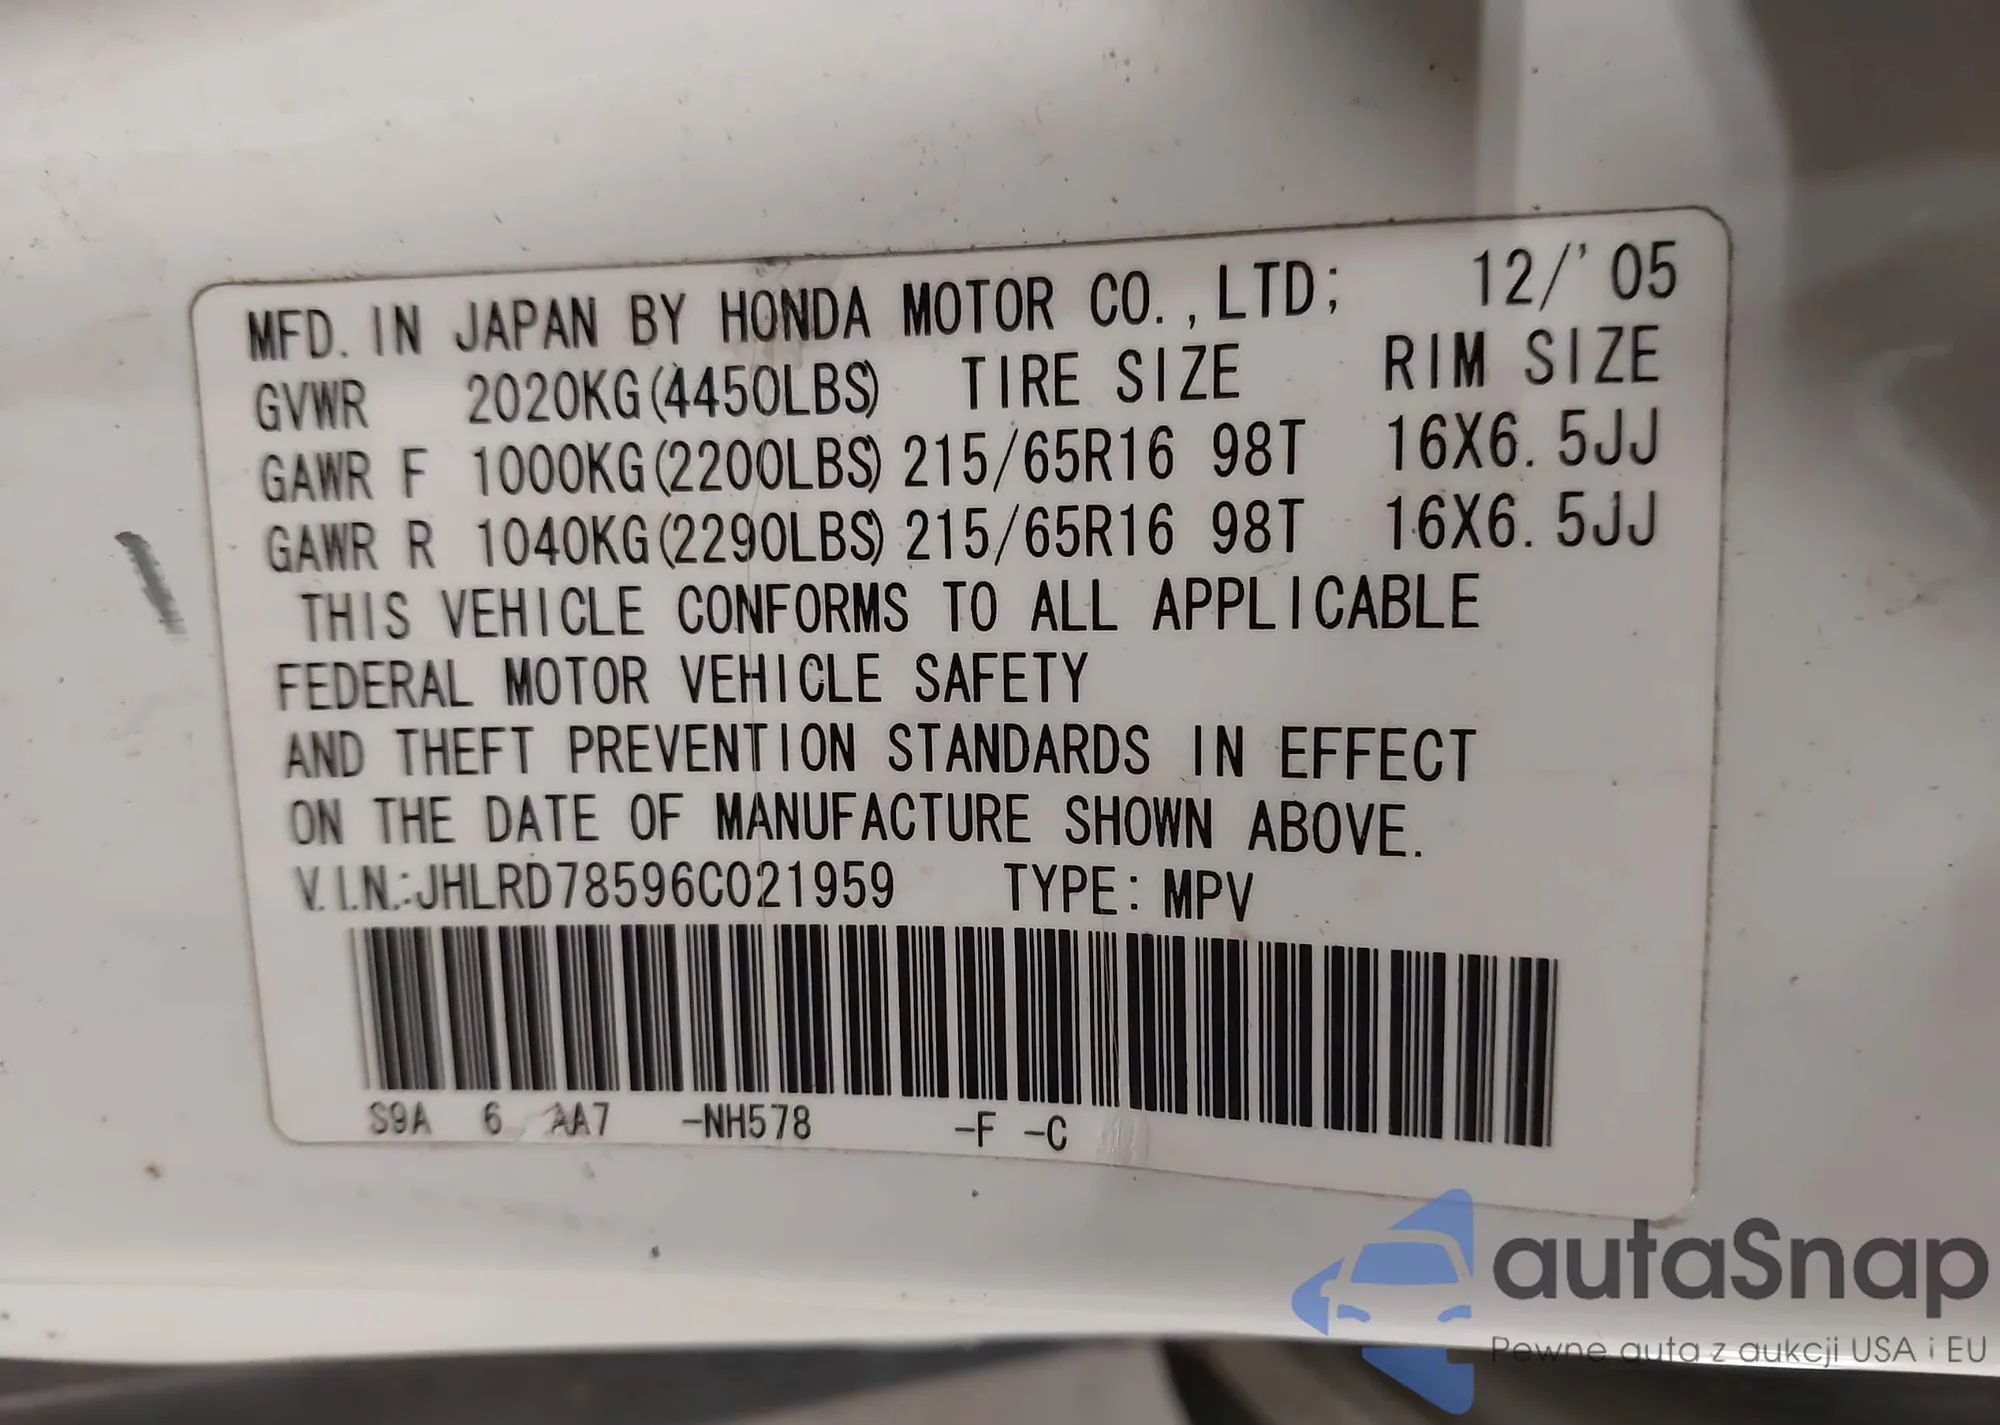 MFD. IN JAPAN BY HONDA MOTOR CO.,LTD; 12/'05
GVWR 2020KG(4450LBS) TIRE SIZE RIM SIZE
GAWR F 1000KG(2200LBS) 215/65R16 98T 16X6.5JJ
GAWR R 1040KG(2290LBS) 215/65R16 98T 16X6.5JJ
THIS VEHICLE CONFORMS TO ALL APPLICABLE
FEDERAL MOTOR VEHICLE SAFETY
AND THEFT PREVENTION STANDARDS IN EFFECT
ON THE DATE OF MANUFACTURE SHOWN ABOVE.
V.I.N.:JHLRD78596C021959 TYPE: MPV
S9A 6 AA7 -NH578 -F -C
autaSnap
Pewne auta z aukcji USA i EU